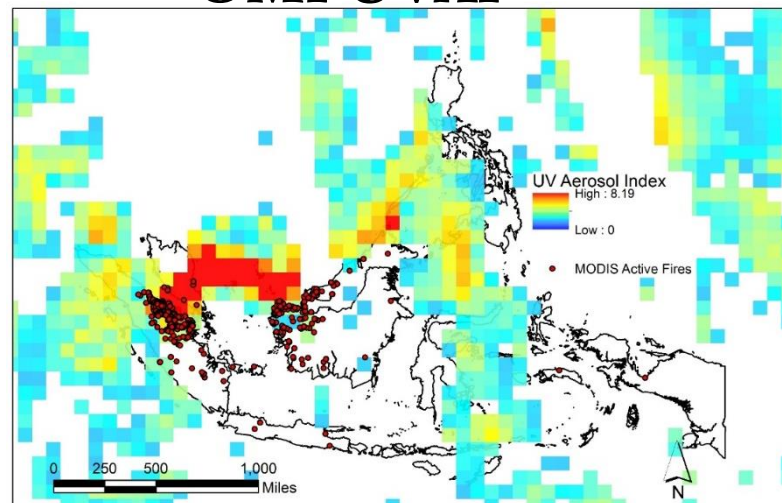 UV Aerosol Index
High : 8.19
Low : 0
MODIS Active Fires
0 250 500 1,000
Miles
N